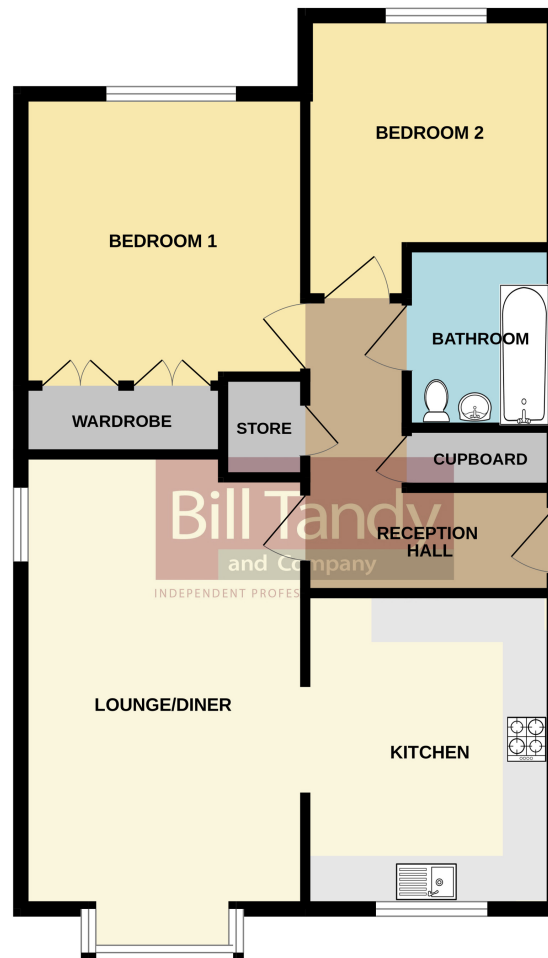 BEDROOM 2
BEDROOM 1
BATHROOM
WARDROBE
STORE
CUPBOARD
Bill Tandy
and Company
INDEPENDENT PROFES
RECEPTION
HALL
LOUNGE/DINER
KITCHEN